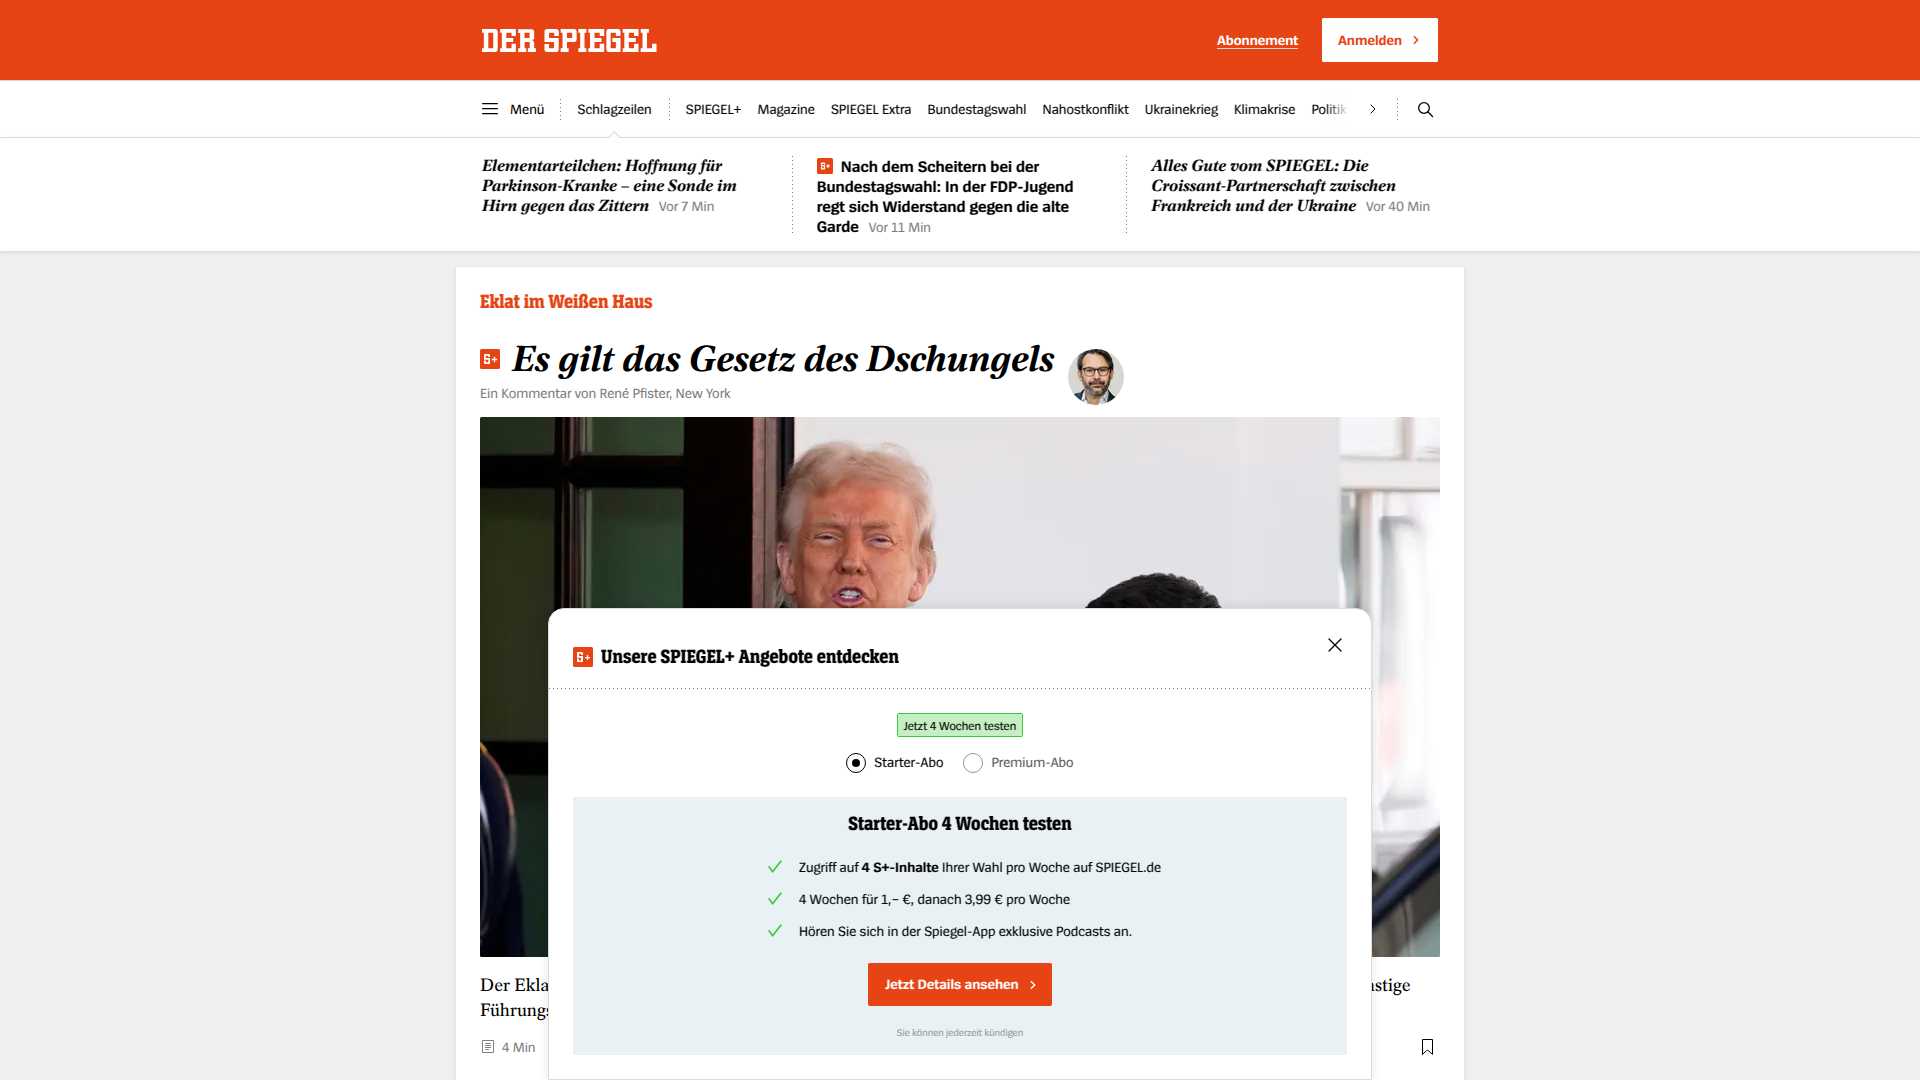 DER SPIEGEL
Abonnement
Anmelden
Menü
Schlagzeilen
SPIEGEL+
Magazine
SPIEGEL Extra
Bundestagswahl
Nahostkonflikt
Ukrainekrieg
Klimakrise
Politik
Elementarteilchen: Hoffnung für
Parkinson-Kranke – eine Sonde im
Hirn gegen das Zittern Vor 7 Min
Nach dem Scheitern bei der
Bundestagswahl: In der FDP-Jugend
regt sich Widerstand gegen die alte
Garde Vor 11 Min
Alles Gute vom SPIEGEL: Die
Croissant-Partnerschaft zwischen
Frankreich und der Ukraine Vor 40 Min
Eklat im Weißen Haus
S+ Es gilt das Gesetz des Dschungels
Ein Kommentar von René Pfister, New York
S+ Unsere SPIEGEL+ Angebote entdecken
Jetzt 4 Wochen testen
Starter-Abo
Premium-Abo
Starter-Abo 4 Wochen testen
Zugriff auf 4 S+-Inhalte Ihrer Wahl pro Woche auf SPIEGEL.de
4 Wochen für 1,– €, danach 3,99 € pro Woche
Hören Sie sich in der Spiegel-App exklusive Podcasts an.
Jetzt Details ansehen
Sie können jederzeit kündigen
Der Ekla
Führungs
4 Min